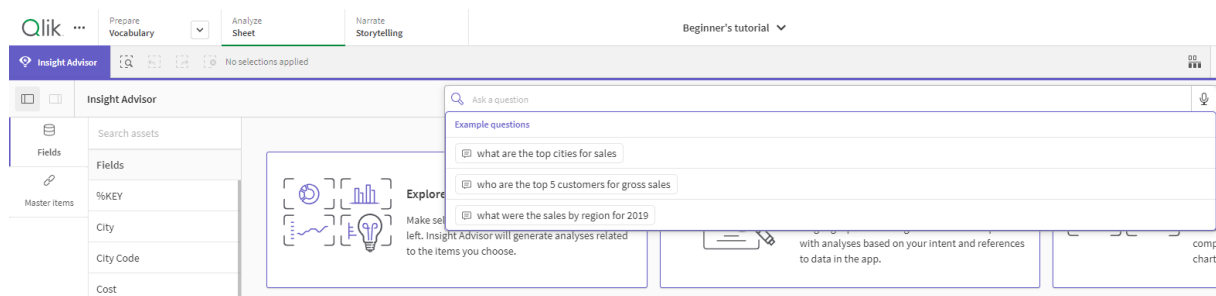 Qlik
Prepare
Vocabulary
Analyze
Sheet
Narrate
Storytelling
Beginner's tutorial
Insight Advisor
No selections applied
Insight Advisor
Ask a question
Example questions
what are the top cities for sales
who are the top 5 customers for gross sales
what were the sales by region for 2019
Fields
Master items
Search assets
Fields
%KEY
City
City Code
Cost
Explore
left. Insight Advisor will generate analyses related
to the items you choose.
with analyses based on your intent and references
to data in the app.